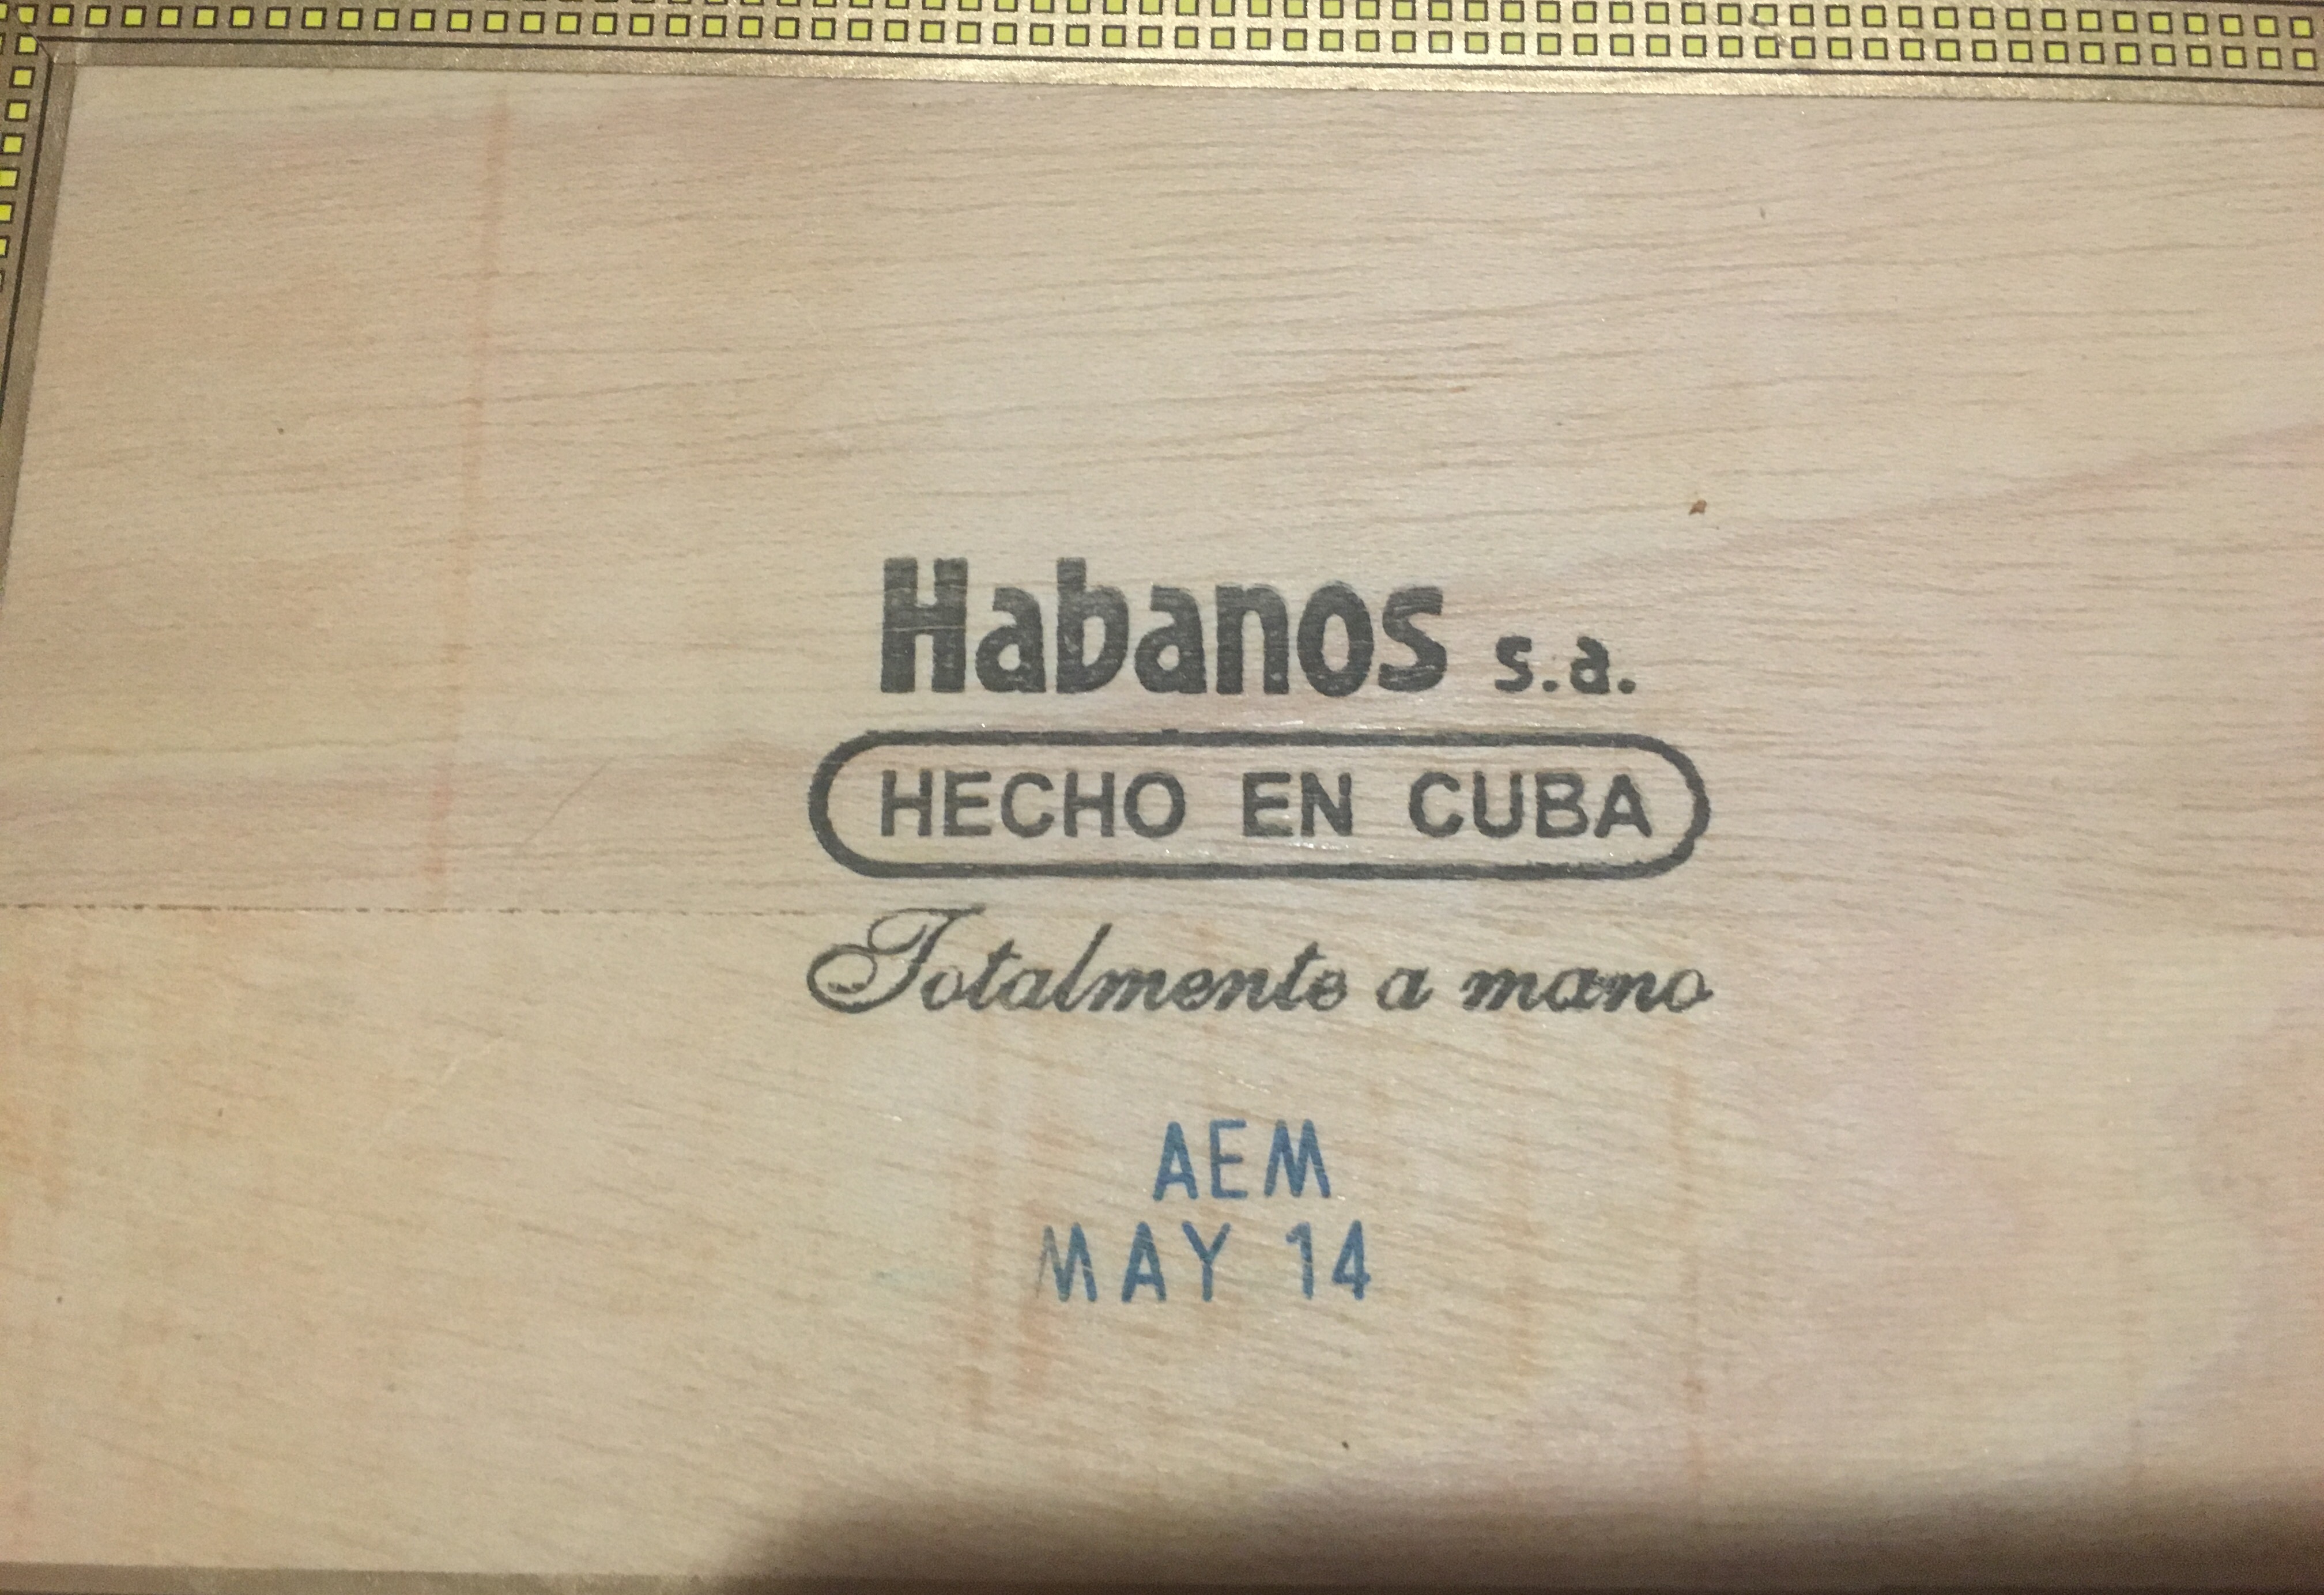 Habanos s.a.
HECHO EN CUBA
Totalmente a mano
AEM
MAY 14